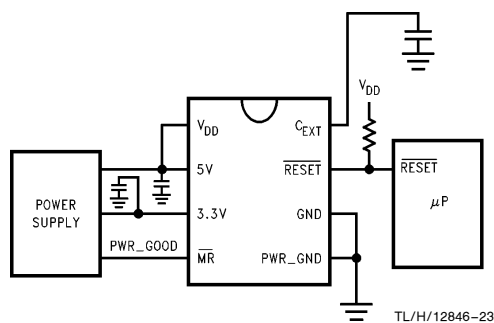 V_DD
V_DD
C_EXT
5V
RESET
RESET
POWER
SUPPLY
3.3V
GND
μP
PWR_GOOD
MR
PWR_GND
TL/H/12846-23